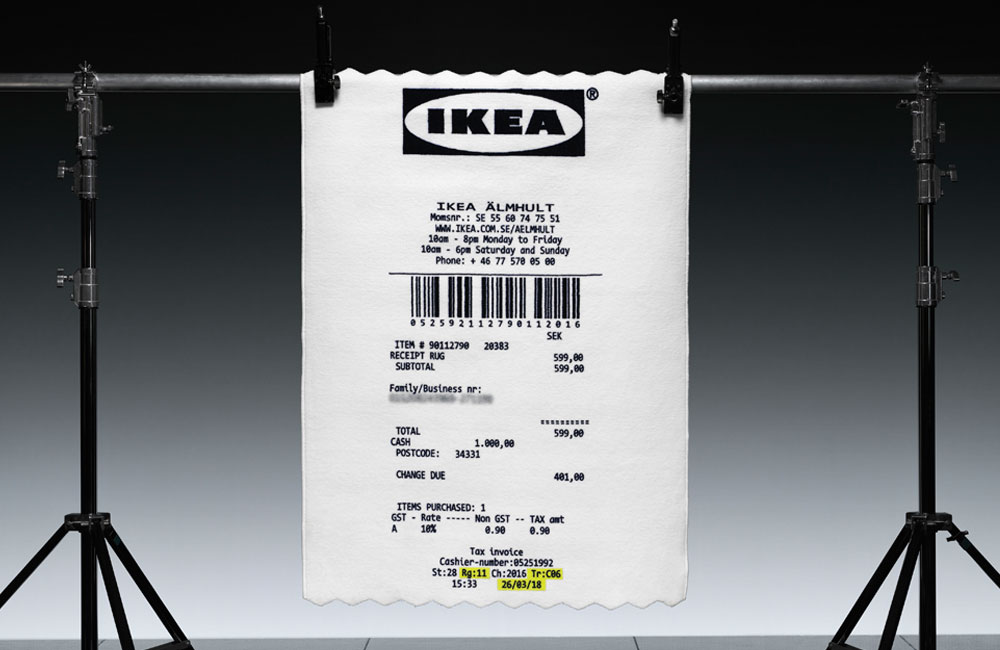 IKEA®
IKEA ÄLMHULT
Momsnr.: SE 55 60 74 75 51
WWW.IKEA.COM.SE/AELMHULT
10am - 8pm Monday to Friday
10am - 6pm Saturday and Sunday
Phone: + 46 77 570 05 00
05259211279011 2016
SEK
ITEM # 90112790 20383
RECEIPT RUG 599,00
SUBTOTAL 599,00
Family/Business nr:
==========
TOTAL 599,00
CASH 1.000,00
POSTCODE: 34331
CHANGE DUE 401,00
ITEMS PURCHASED: 1
GST - Rate ----- Non GST -- TAX amt
A 10% 0.90 0.90
Tax invoice
Cashier-number:05251992
St:28 Rg:11 Ch:2016 Tr:C06
15:33 26/03/18